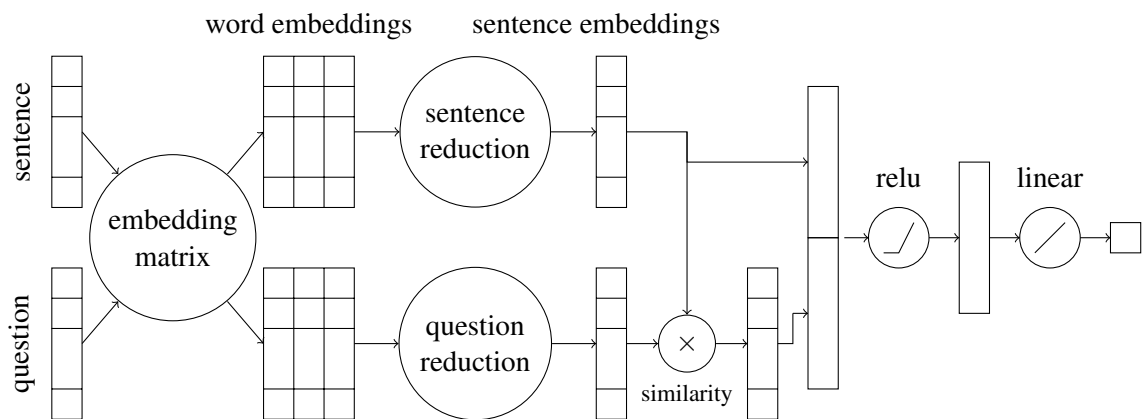 word embeddings
sentence embeddings
sentence
sentence
reduction
embedding
matrix
relu
linear
question
question
reduction
×
similarity